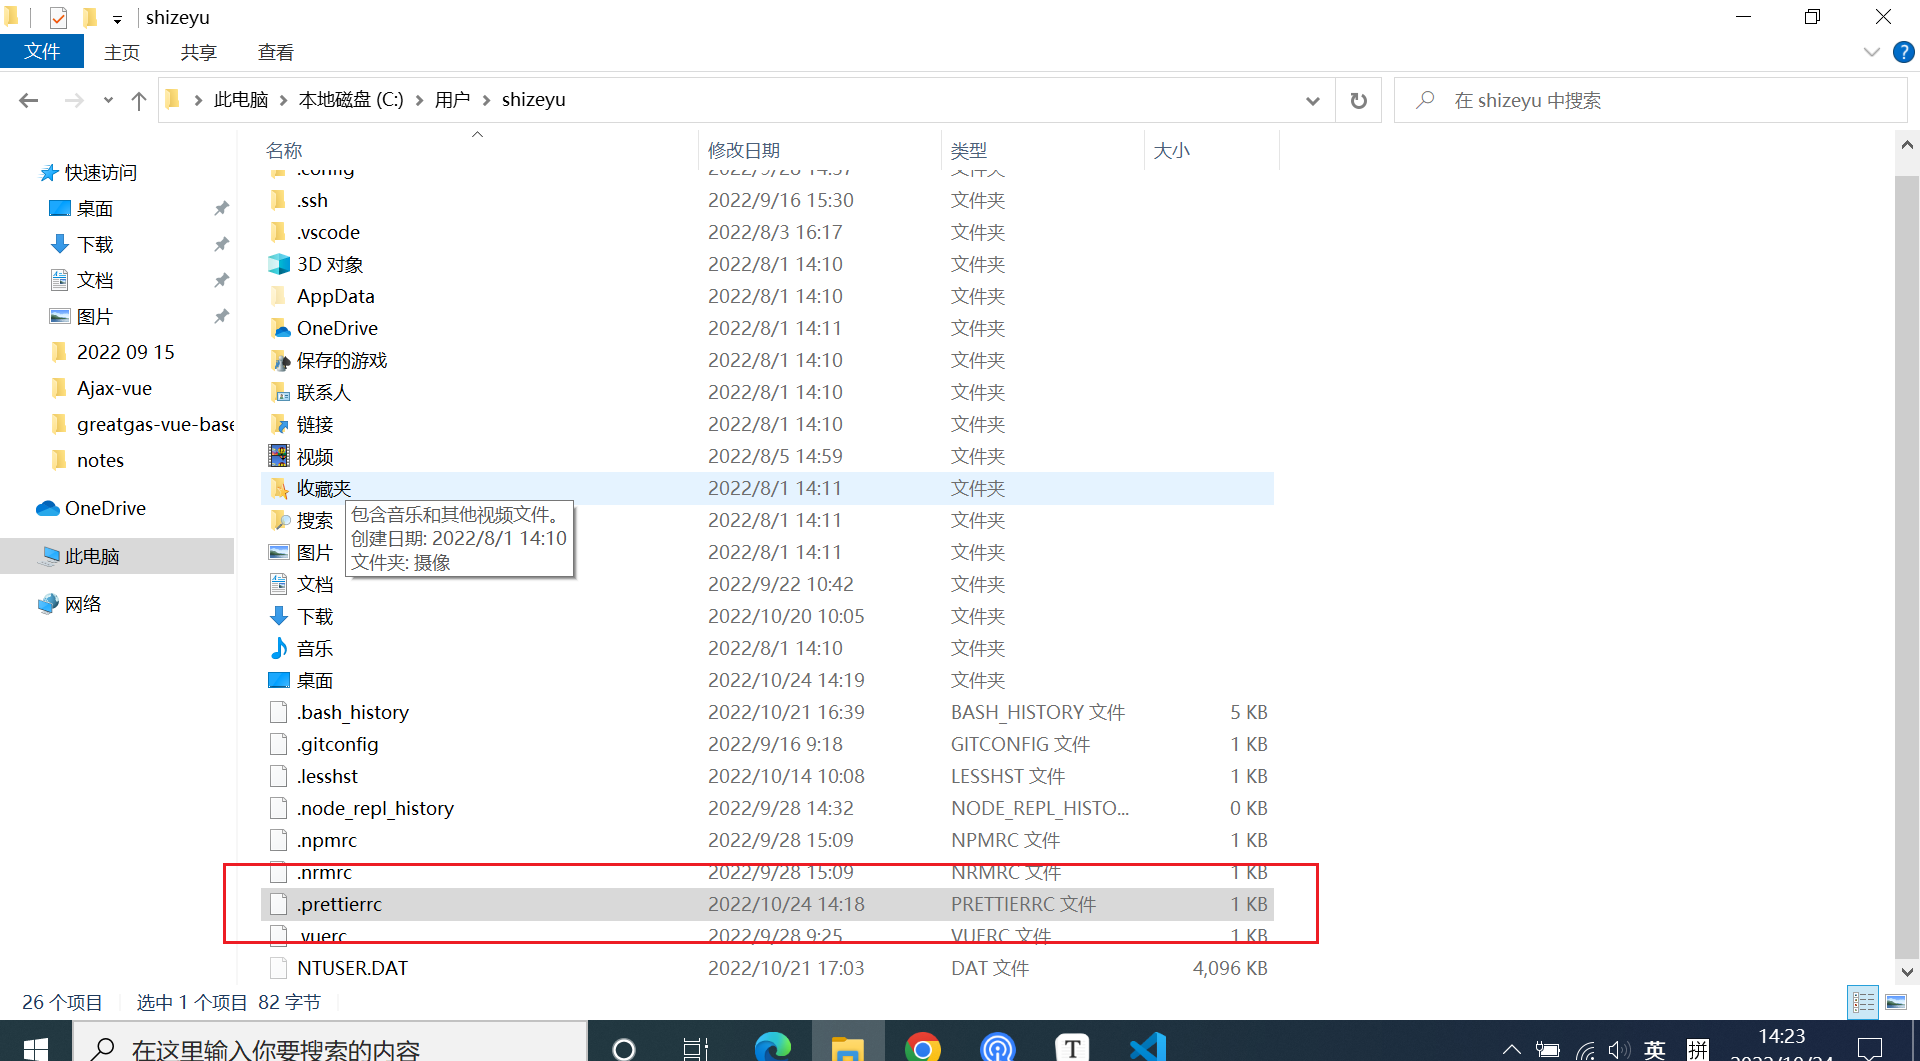 shizeyu
文件 主页 共享 查看
此电脑 本地磁盘 (C:) 用户 shizeyu
在 shizeyu 中搜索
快速访问
桌面
下载
文档
图片
2022 09 15
Ajax-vue
greatgas-vue-base
notes
OneDrive
此电脑
网络
名称 修改日期 类型 大小
.config 2022/9/28 14:37 文件夹
.ssh 2022/9/16 15:30 文件夹
.vscode 2022/8/3 16:17 文件夹
3D 对象 2022/8/1 14:10 文件夹
AppData 2022/8/1 14:10 文件夹
OneDrive 2022/8/1 14:11 文件夹
保存的游戏 2022/8/1 14:10 文件夹
联系人 2022/8/1 14:10 文件夹
链接 2022/8/1 14:10 文件夹
视频 2022/8/5 14:59 文件夹
收藏夹 2022/8/1 14:11 文件夹
搜索 2022/8/1 14:11 文件夹
图片 2022/8/1 14:11 文件夹
文档 2022/9/22 10:42 文件夹
下载 2022/10/20 10:05 文件夹
音乐 2022/8/1 14:10 文件夹
桌面 2022/10/24 14:19 文件夹
.bash_history 2022/10/21 16:39 BASH_HISTORY 文件 5 KB
.gitconfig 2022/9/16 9:18 GITCONFIG 文件 1 KB
.lesshst 2022/10/14 10:08 LESSHST 文件 1 KB
.node_repl_history 2022/9/28 14:32 NODE_REPL_HISTO... 0 KB
.npmrc 2022/9/28 15:09 NPMRC 文件 1 KB
.nrmrc 2022/9/28 15:09 NRMRC 文件 1 KB
.prettierrc 2022/10/24 14:18 PRETTIERRC 文件 1 KB
.vuerc 2022/9/28 9:25 VUERC 文件 1 KB
NTUSER.DAT 2022/10/21 17:03 DAT 文件 4,096 KB
包含音乐和其他视频文件。
创建日期: 2022/8/1 14:10
文件夹: 摄像
26 个项目 选中 1 个项目 82 字节
在这里输入你要搜索的内容
T
英 拼 14:23